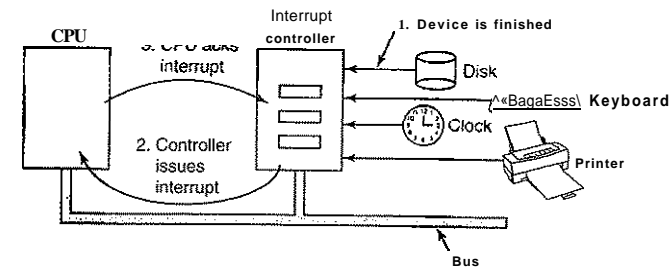 Interrupt
controller
1. Device is finished
CPU
3. CPU acks
interrupt
Disk
^«BagaEsss\ Keyboard
Clock
2. Controller
issues
interrupt
Printer
Bus